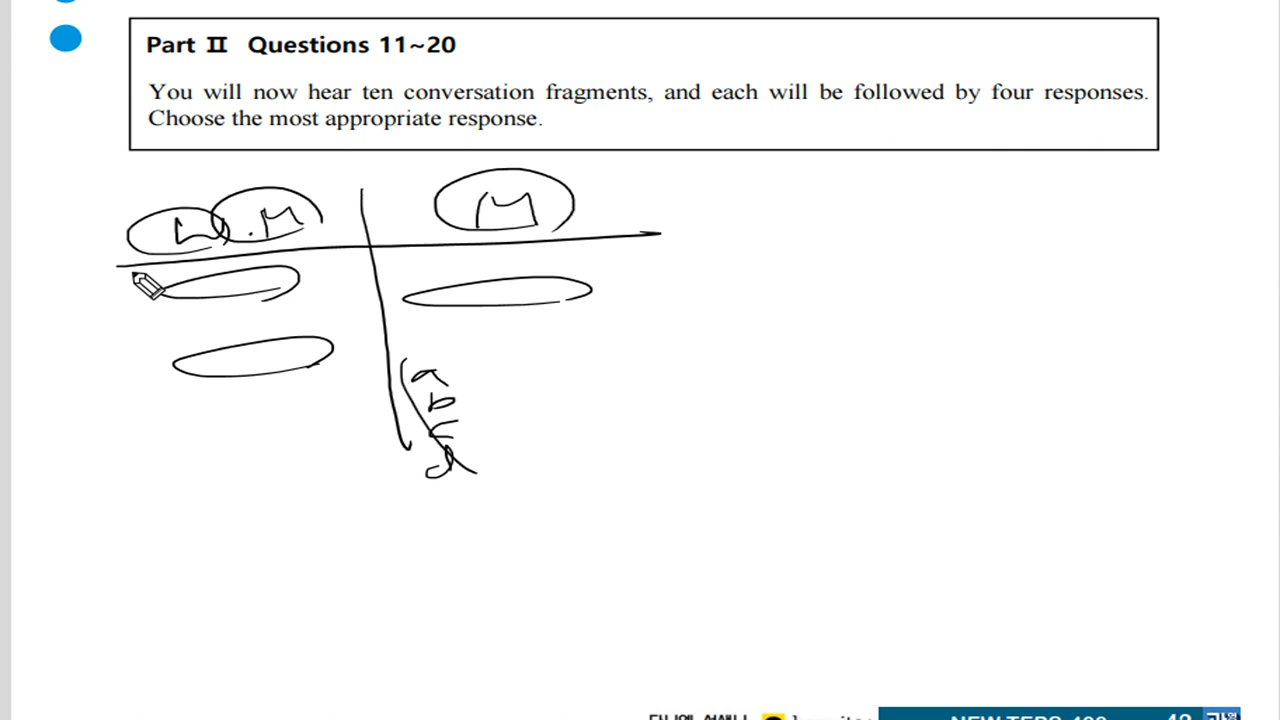 Part Ⅱ Questions 11~20
You will now hear ten conversation fragments, and each will be followed by four responses.
Choose the most appropriate response.
M M
a
b
c
d
NEW TEPS 400